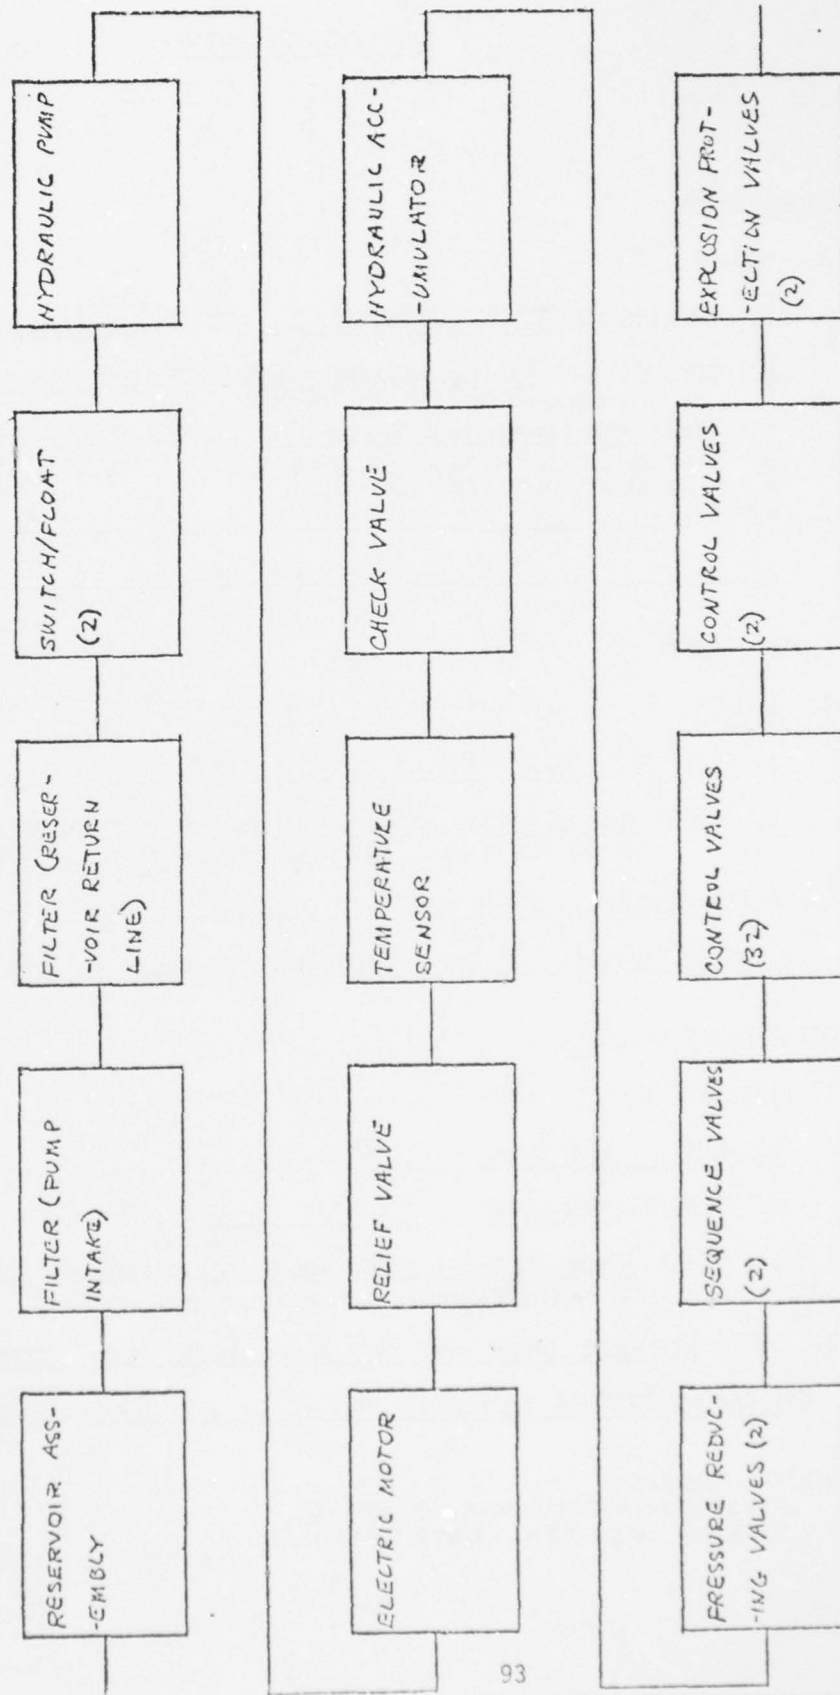 RESERVOIR ASS-
-EMBLY
FILTER (PUMP
INTAKE)
FILTER (RESER-
-VOIR RETURN
LINE)
SWITCH/FLOAT
(2)
HYDRAULIC PUMP
ELECTRIC MOTOR
RELIEF VALVE
TEMPERATURE
SENSOR
CHECK VALVE
HYDRAULIC ACC-
-UMULATOR
PRESSURE REDUC-
-ING VALVES (2)
SEQUENCE VALVES
(2)
CONTROL VALVES
(32)
CONTROL VALVES
(2)
EXPLOSION PROT-
-ECTION VALVES
(2)
93